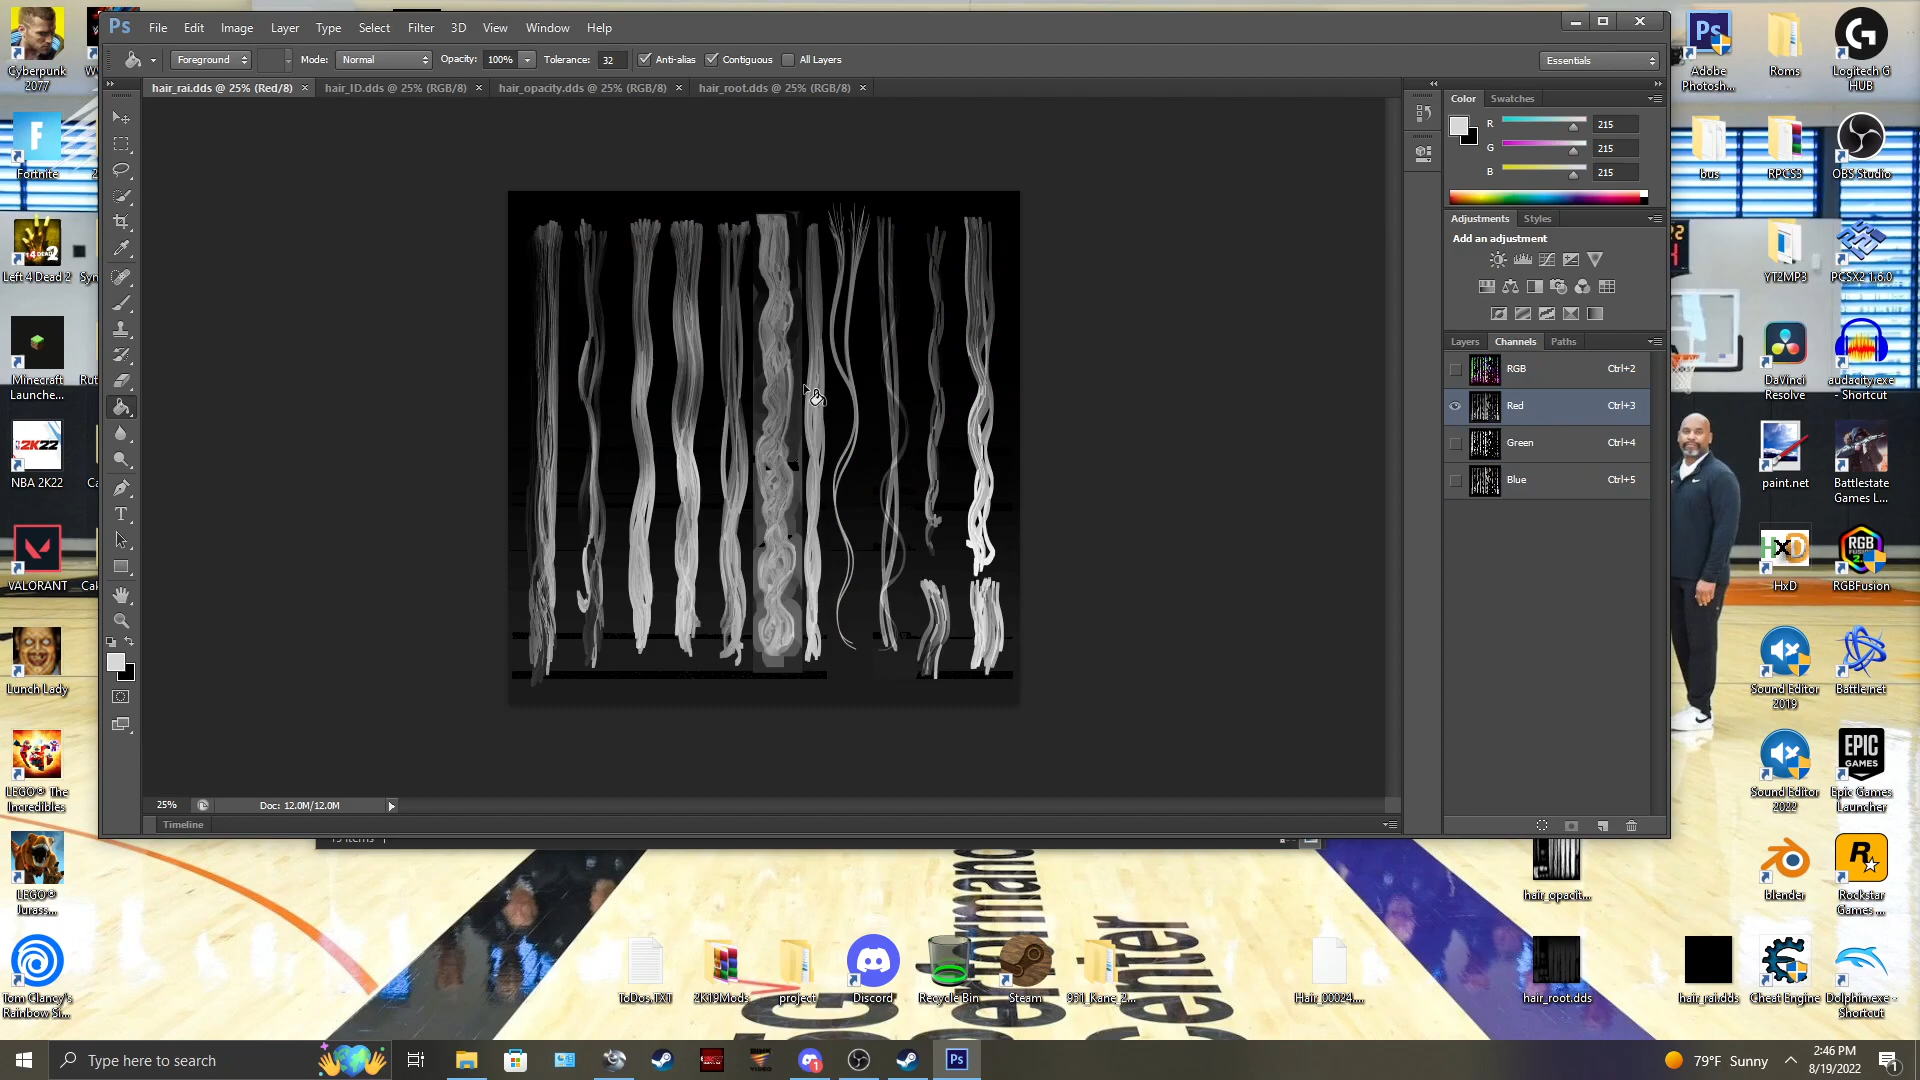 Ps File Edit Image Layer Type Select Filter 3D View Window Help
Foreground Mode: Normal Opacity: 100% Tolerance: 32 Anti-alias Contiguous All Layers Essentials
hair_rai.dds @ 25% (Red/8) × hair_ID.dds @ 25% (RGB/8) × hair_opacity.dds @ 25% (RGB/8) × hair_root.dds @ 25% (RGB/8) ×
Color Swatches
R 215
G 215
B 215
Adjustments Styles
Add an adjustment
Layers Channels Paths
RGB Ctrl+2
Red Ctrl+3
Green Ctrl+4
Blue Ctrl+5
25% Doc: 12.0M/12.0M
Timeline
Cyberpunk
2077
Fortnite
Left 4 Dead 2
Minecraft
Launche...
NBA 2K22
VALORANT
Lunch Lady
LEGO® The
Incredibles
LEGO®
Jurass...
Tom Clancy's
Rainbow Si...
Adobe
Photosh...
Roms
Logitech G
HUB
bus
RPCS3
OBS Studio
YT2MP3
PCSX2 1.6.0
DaVinci
Resolve
audacity.exe
- Shortcut
paint.net
Battlestate
Games L...
HxD
RGBFusion
Sound Editor
2019
Battle.net
Sound Editor
2022
Epic Games
Launcher
hair_opacit...
blender
Rockstar
Games ...
ToDos.TXT
2K19Mods
project
Discord
Recycle Bin
Steam
951_Kane_2...
Hair_00024....
hair_root.dds
hair_rai.dds
Cheat Engine
Dolphin.exe -
Shortcut
Type here to search
79°F Sunny
2:46 PM
8/19/2022